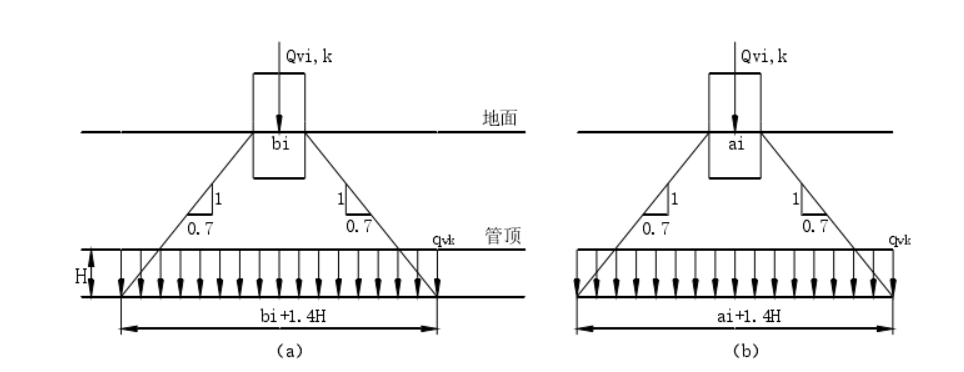 Qvi,k
地面
bi
1
1
0.7
0.7
qvk
管顶
H
bi+1.4H
(a)
Qvi,k
ai
1
1
0.7
0.7
qvk
ai+1.4H
(b)